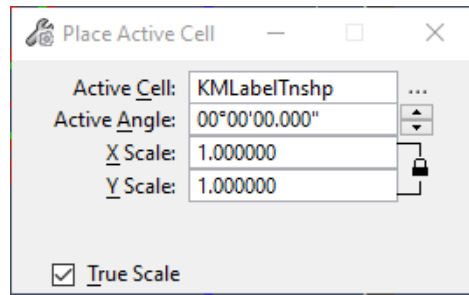 Place Active Cell
Active Cell: KMLabelTnshp ...
Active Angle: 00°00'00.000"
X Scale: 1.000000
Y Scale: 1.000000
True Scale